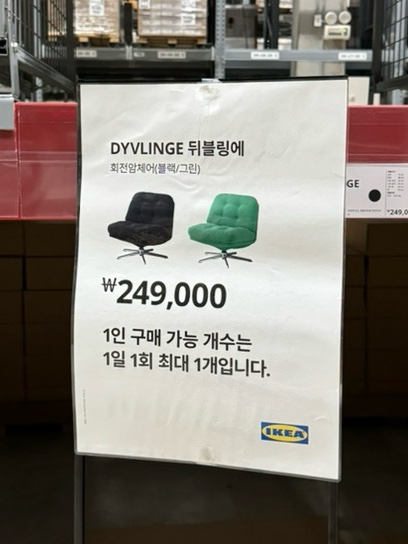 DYVLINGE 뒤블링에
회전암체어(블랙/그린)
₩249,000
1인 구매 가능 개수는
1일 1회 최대 1개입니다.
IKEA
GE